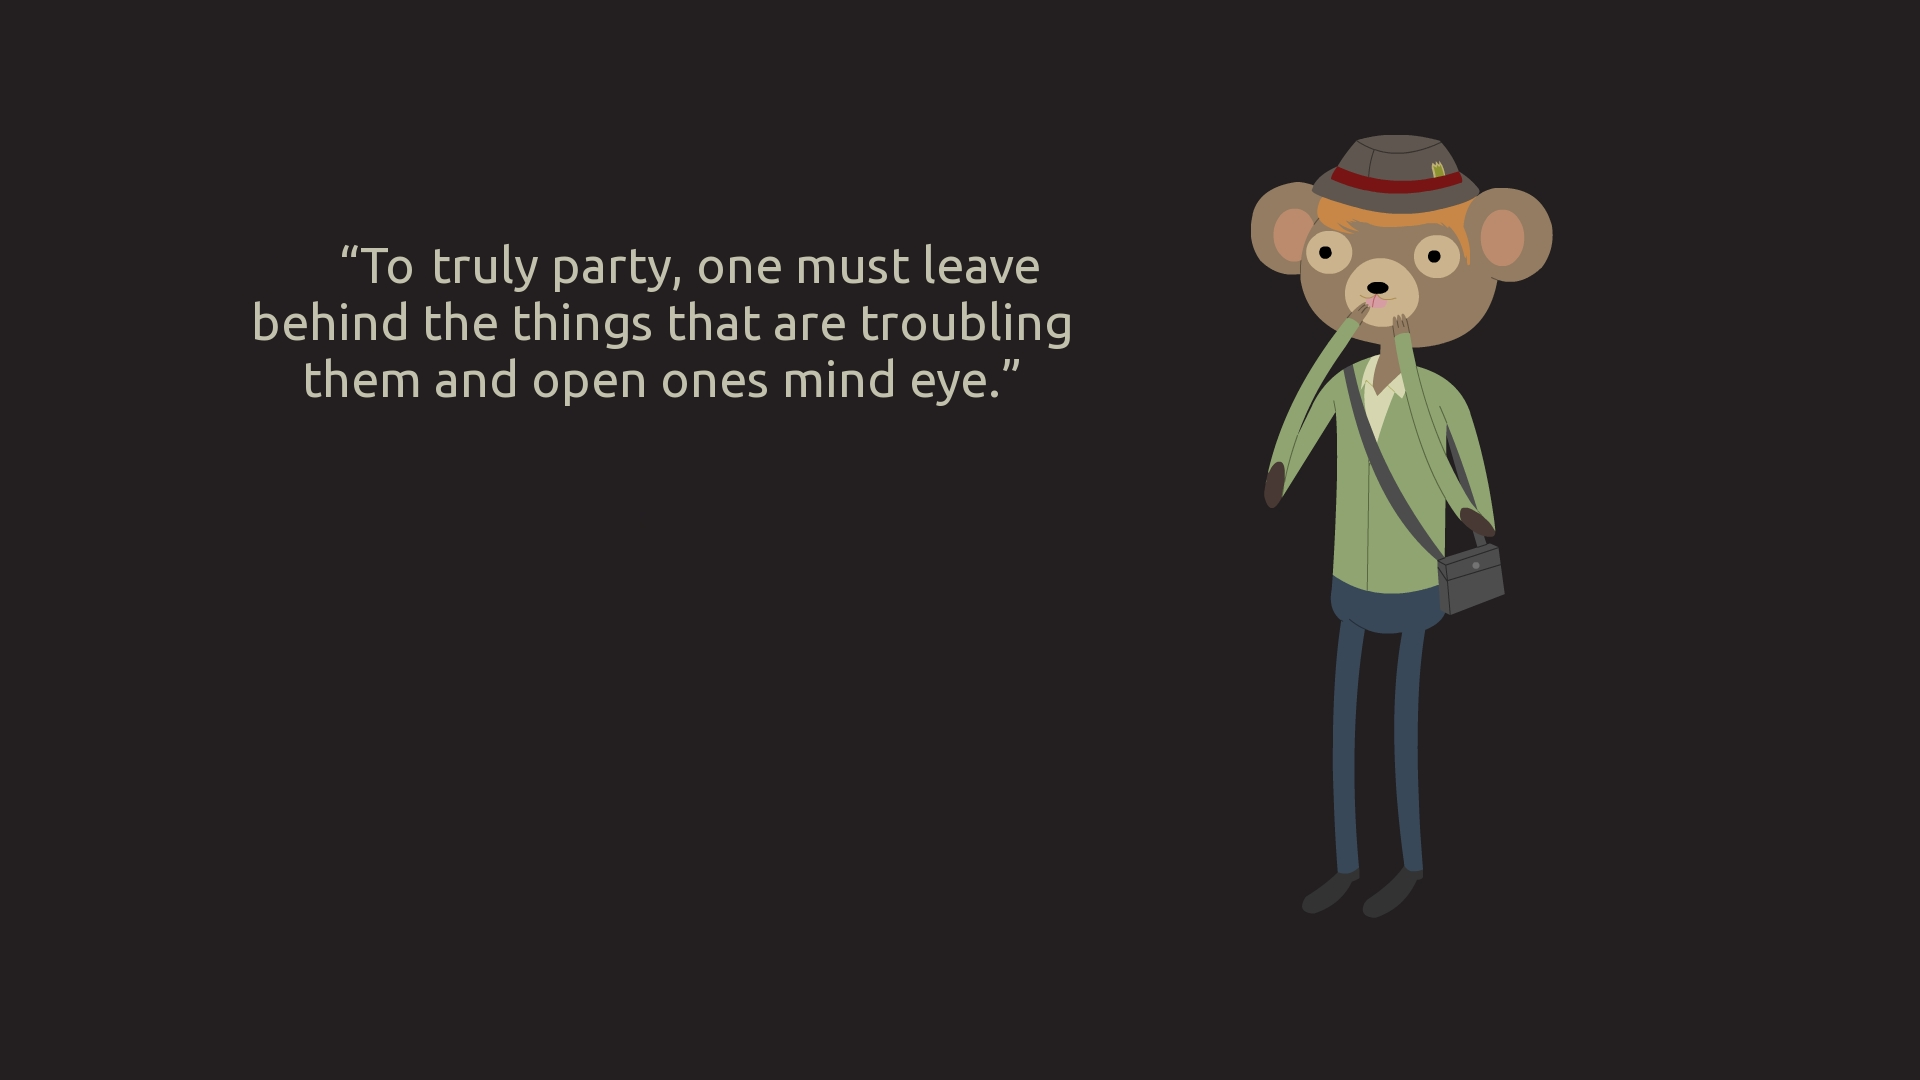 “To truly party, one must leave
behind the things that are troubling
them and open ones mind eye.”